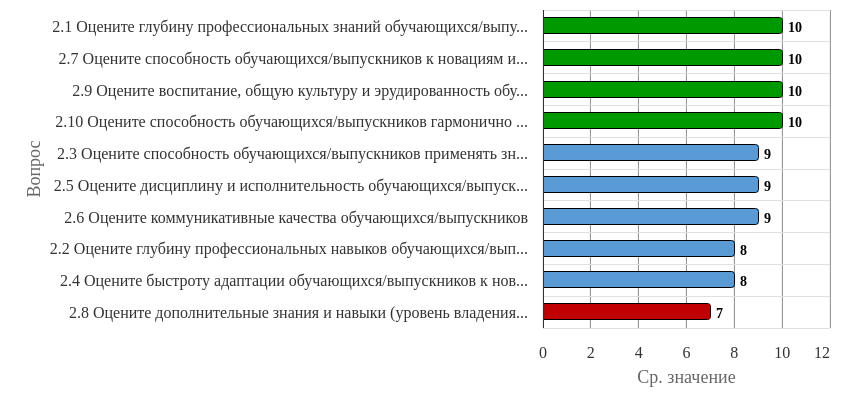 2.1 Оцените глубину профессиональных знаний обучающихся/выпу... 10
2.7 Оцените способность обучающихся/выпускников к новациям и... 10
2.9 Оцените воспитание, общую культуру и эрудированность обу... 10
2.10 Оцените способность обучающихся/выпускников гармонично ... 10
2.3 Оцените способность обучающихся/выпускников применять зн... 9
2.5 Оцените дисциплину и исполнительность обучающихся/выпуск... 9
2.6 Оцените коммуникативные качества обучающихся/выпускников 9
2.2 Оцените глубину профессиональных навыков обучающихся/вып... 8
2.4 Оцените быстроту адаптации обучающихся/выпускников к нов... 8
2.8 Оцените дополнительные знания и навыки (уровень владения... 7
Вопрос
0 2 4 6 8 10 12
Ср. значение